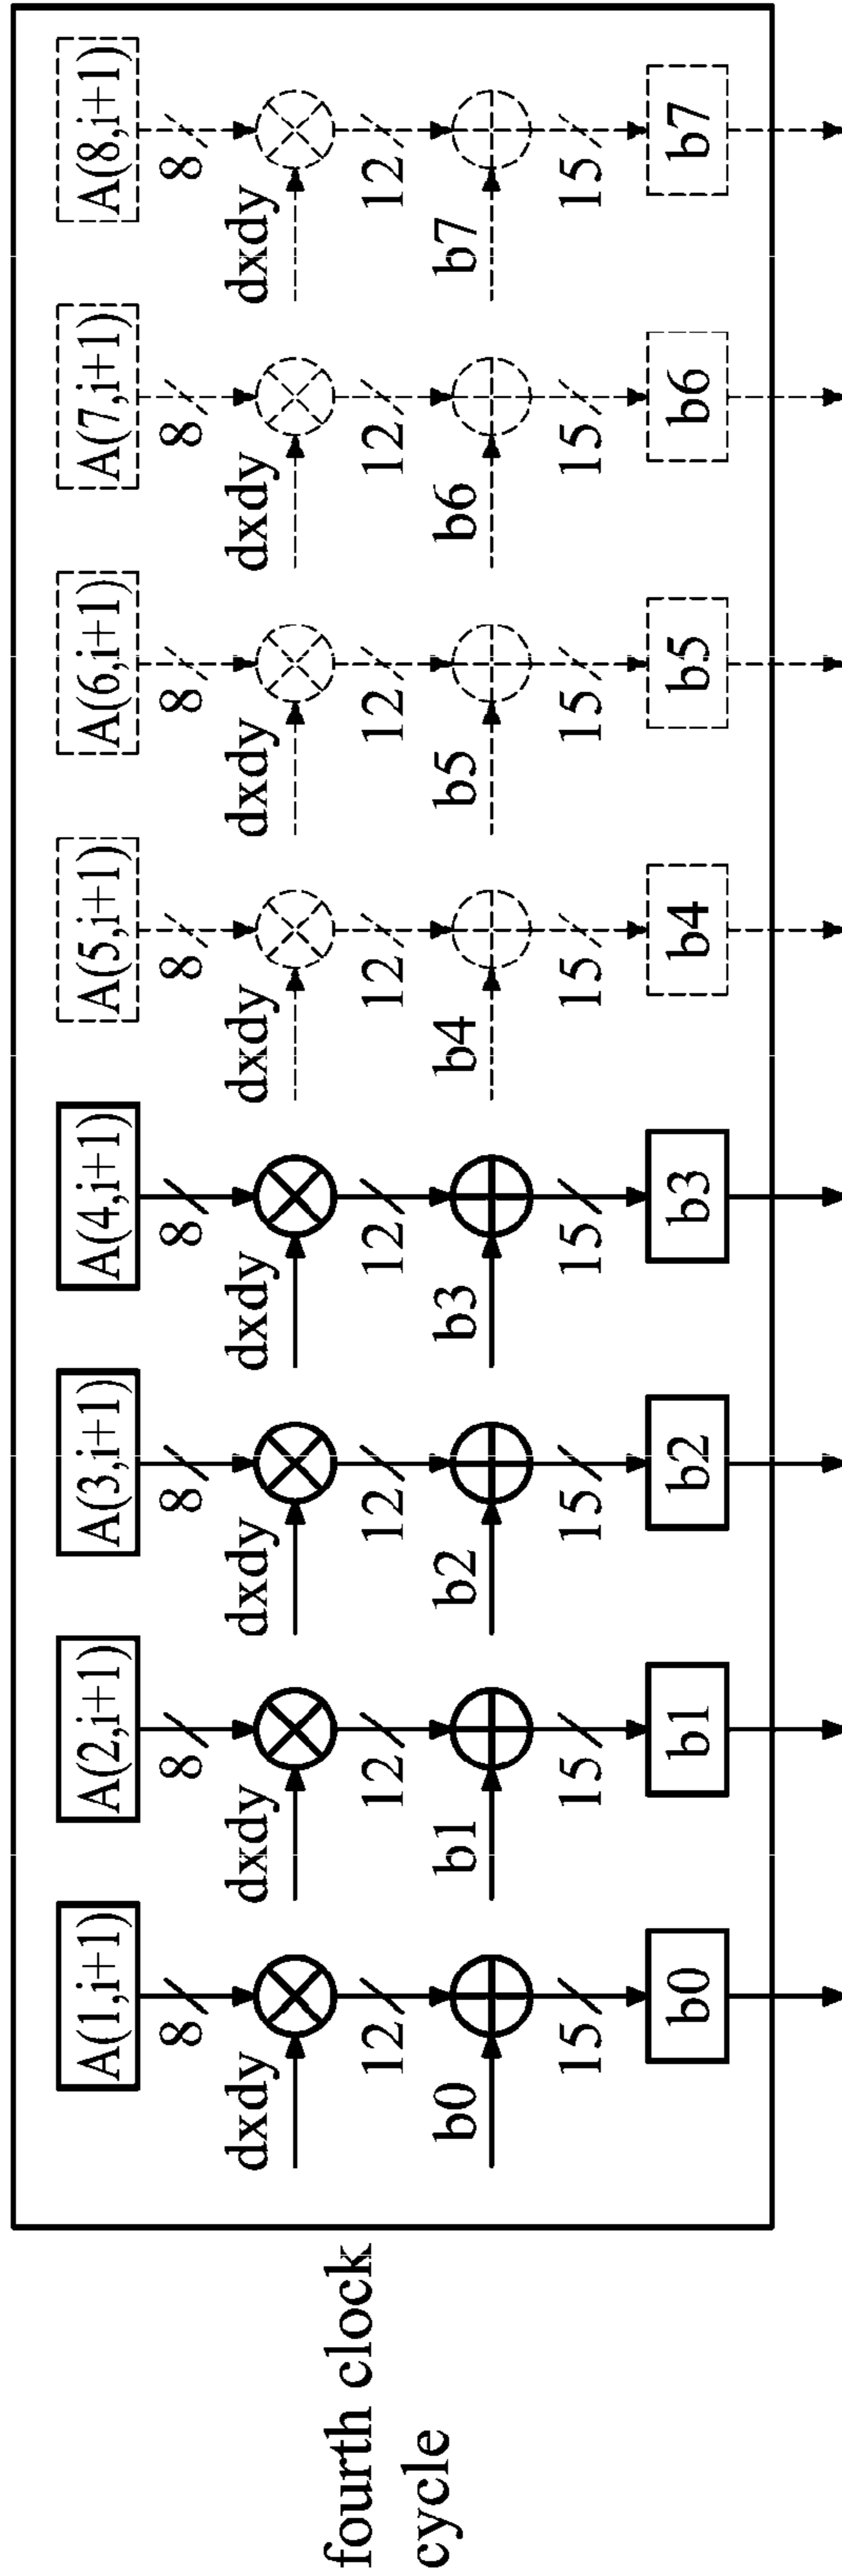 fourth clock
cycle
A(1,i+1) A(2,i+1) A(3,i+1) A(4,i+1) A(5,i+1) A(6,i+1) A(7,i+1) A(8,i+1)
8 8 8 8 8 8 8 8
dxdy dxdy dxdy dxdy dxdy dxdy dxdy dxdy
12 12 12 12 12 12 12 12
b0 b1 b2 b3 b4 b5 b6 b7
15 15 15 15 15 15 15 15
b0 b1 b2 b3 b4 b5 b6 b7